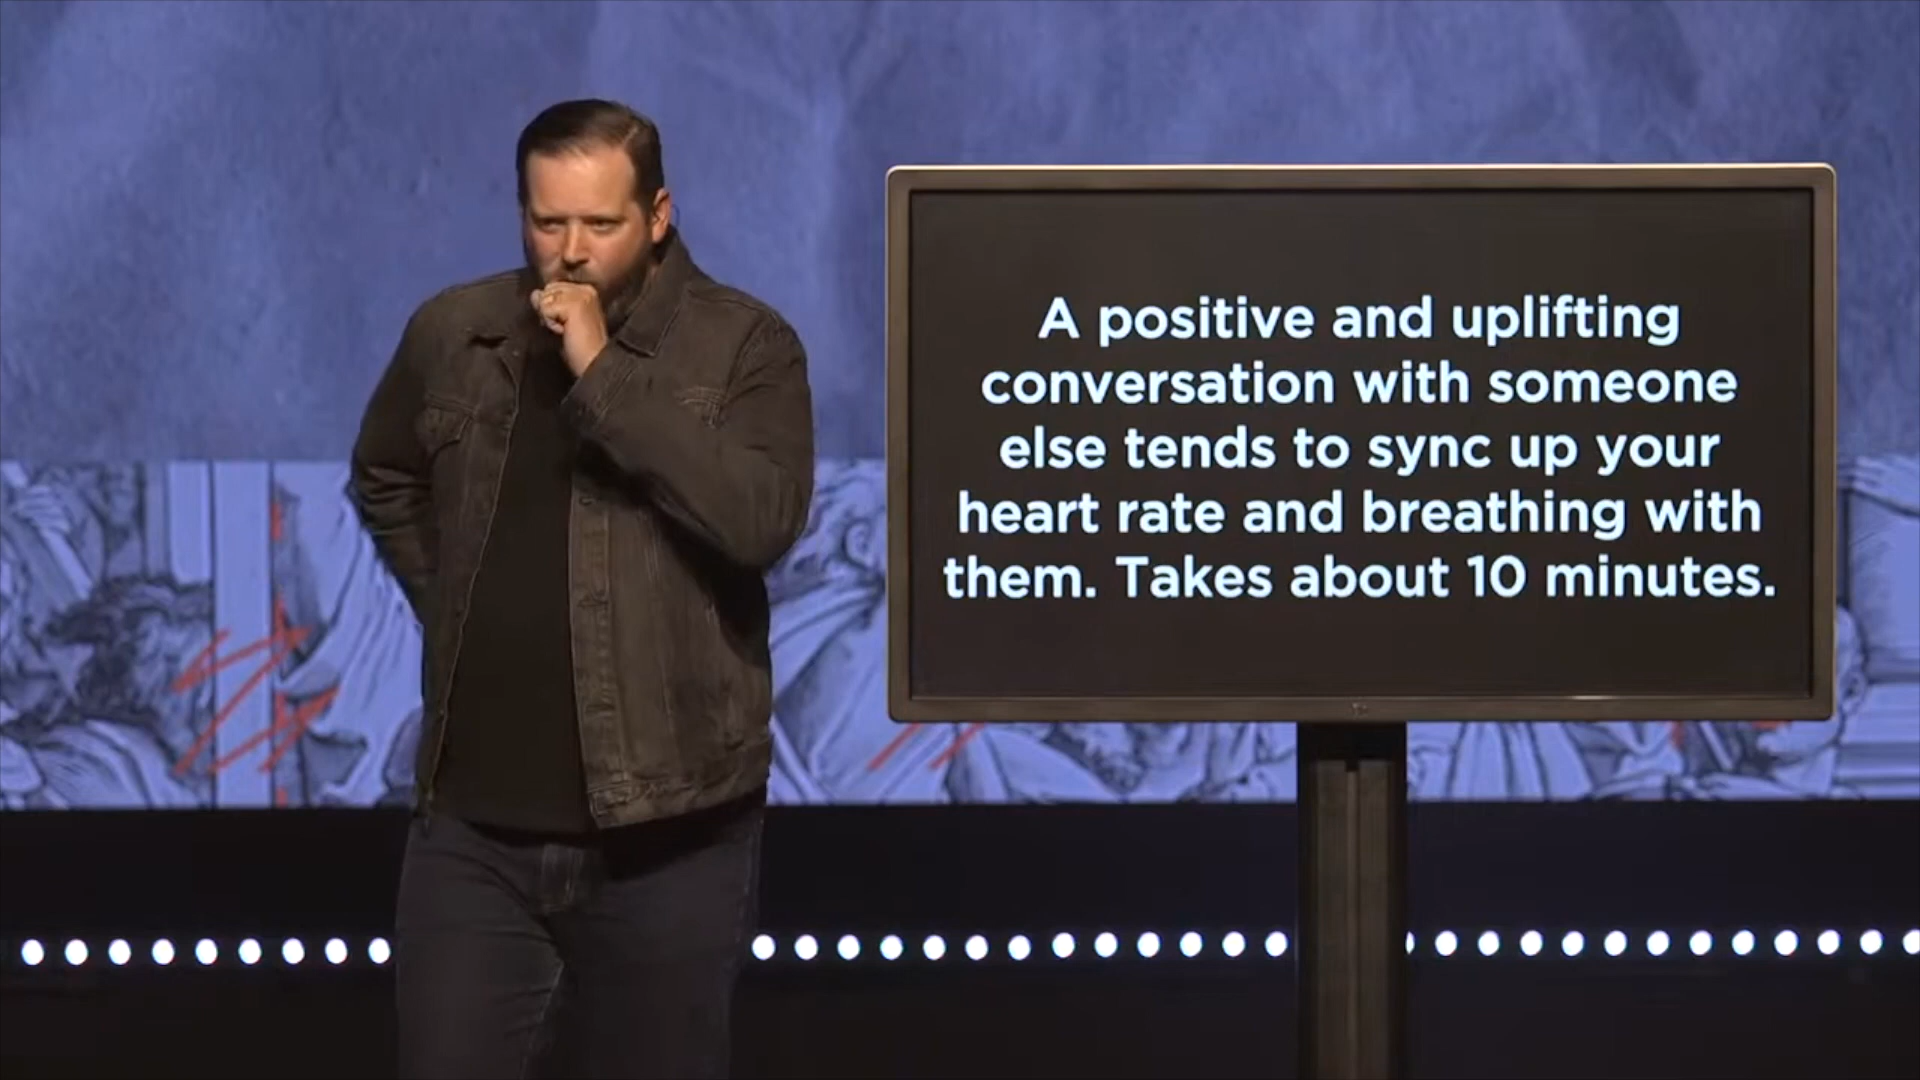 A positive and uplifting
conversation with someone
else tends to sync up your
heart rate and breathing with
them. Takes about 10 minutes.